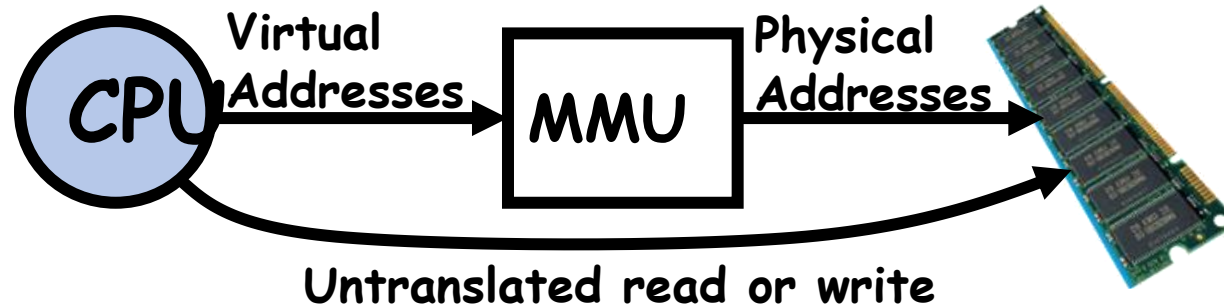 Virtual
Addresses
CPU
MMU
Physical
Addresses
Untranslated read or write